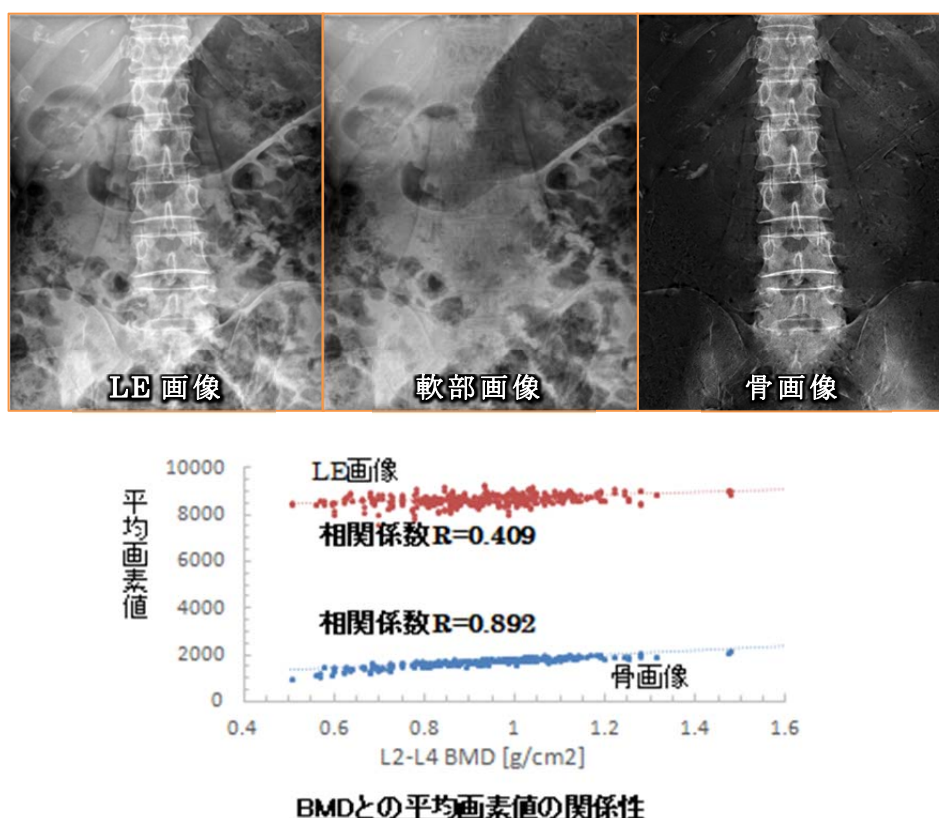 LE 画像
軟部画像
骨画像
10000
8000
6000
4000
2000
0
平均画素値
LE画像
相関係数R=0.409
相関係数R=0.892
骨画像
0.4
0.6
0.8
1
1.2
1.4
1.6
L2-L4 BMD [g/cm2]
BMDとの平均画素値の関係性